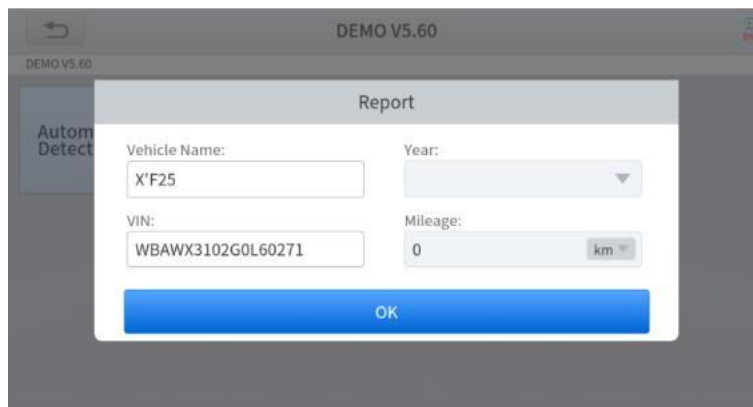 DEMO V5.60
DEMO V5.60
Autom
Detect
Report
Vehicle Name:
Year:
X'F25
VIN:
Mileage:
WBAWX3102G0L60271
0
km
OK